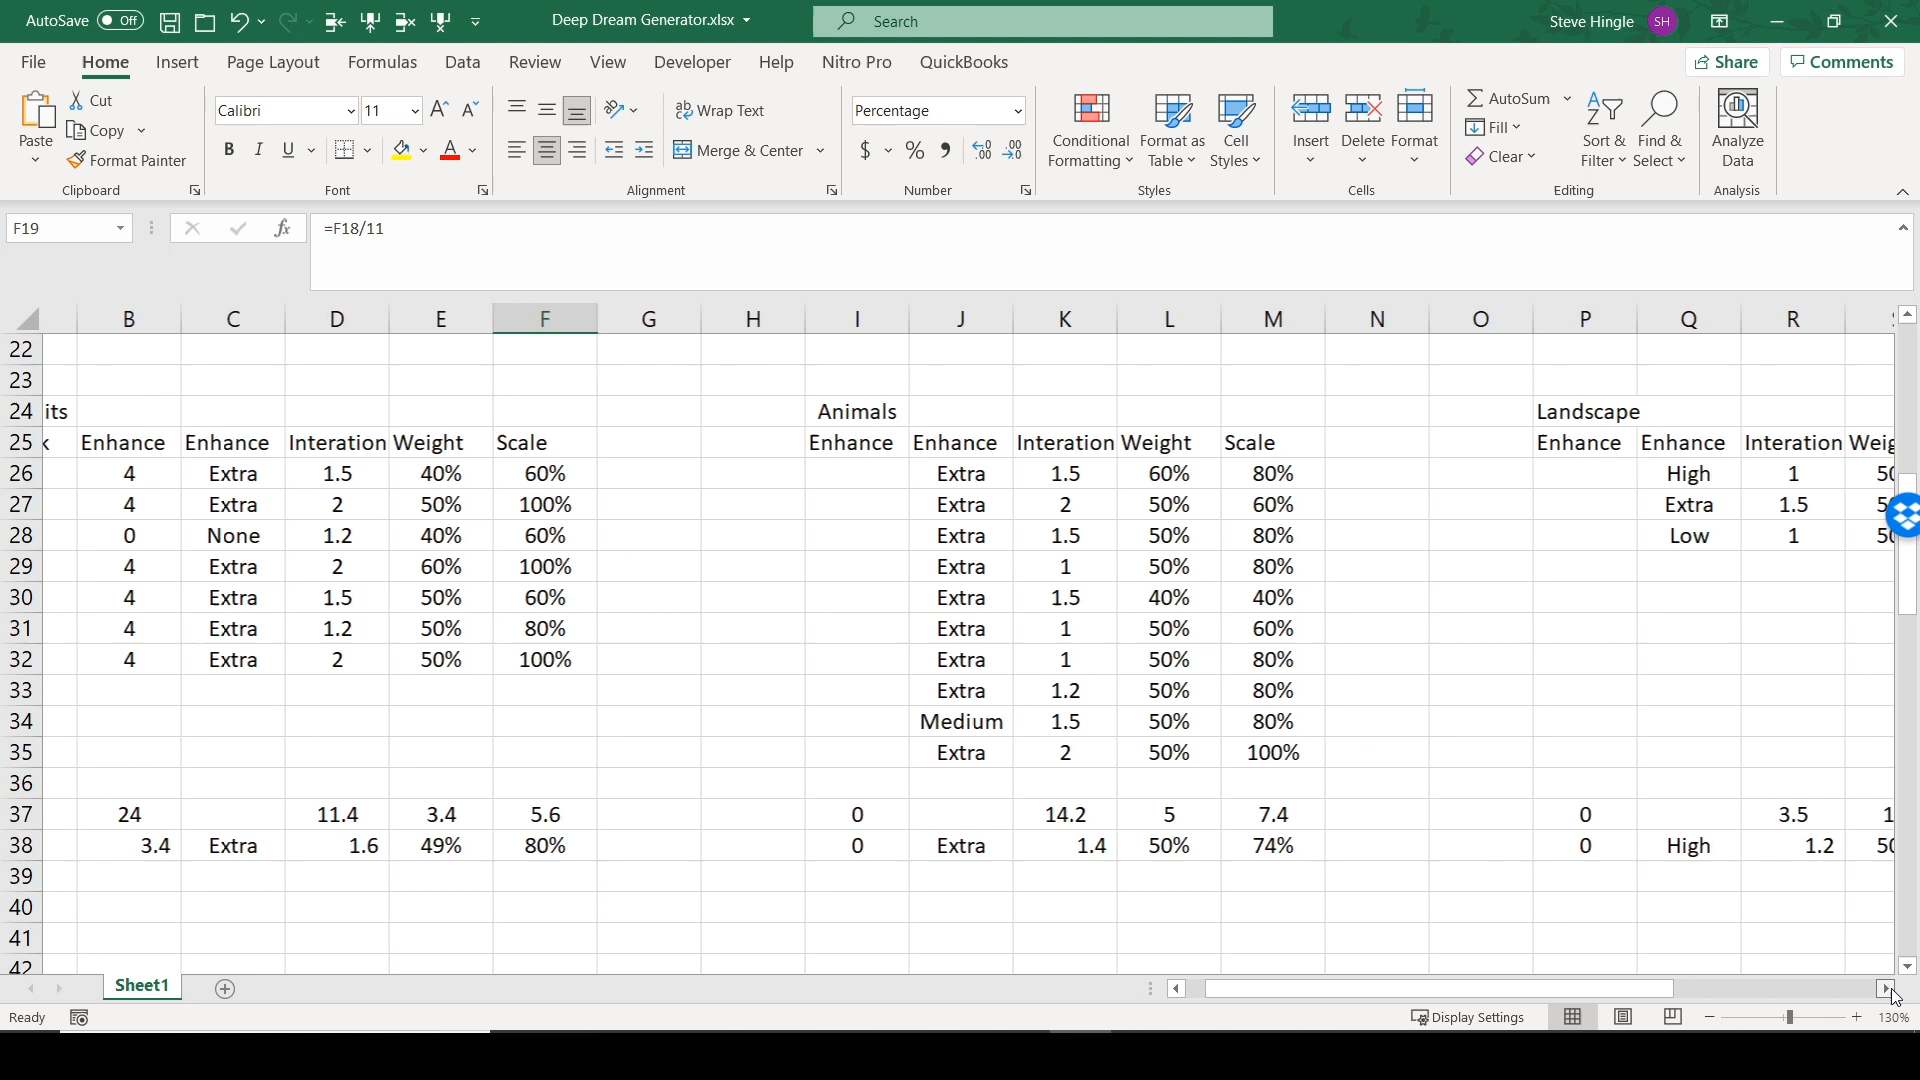 AutoSave Off Deep Dream Generator.xlsx Search Steve Hingle SH
File Home Insert Page Layout Formulas Data Review View Developer Help Nitro Pro QuickBooks Share Comments
Paste Cut Copy Format Painter Clipboard
Calibri 11 B I U A Font
Wrap Text Merge & Center Alignment
Percentage $ % Number
Conditional Formatting Format as Table Cell Styles Styles
Insert Delete Format Cells
AutoSum Fill Clear Sort & Filter Find & Select Editing
Analyze Data Analysis
F19 fx =F18/11
B C D E F G H I J K L M N O P Q R
22
23
24 its Animals Landscape
25 Enhance Enhance Interation Weight Scale Enhance Enhance Interation Weight Scale Enhance Enhance Interation Weig
26 4 Extra 1.5 40% 60% Extra 1.5 60% 80% High 1 50
27 4 Extra 2 50% 100% Extra 2 50% 60% Extra 1.5 5
28 0 None 1.2 40% 60% Extra 1.5 50% 80% Low 1 50
29 4 Extra 2 60% 100% Extra 1 50% 80%
30 4 Extra 1.5 50% 60% Extra 1.5 40% 40%
31 4 Extra 1.2 50% 80% Extra 1 50% 60%
32 4 Extra 2 50% 100% Extra 1 50% 80%
33 Extra 1.2 50% 80%
34 Medium 1.5 50% 80%
35 Extra 2 50% 100%
36
37 24 11.4 3.4 5.6 0 14.2 5 7.4 0 3.5 1
38 3.4 Extra 1.6 49% 80% 0 Extra 1.4 50% 74% 0 High 1.2 50
39
40
41
42
Sheet1
Ready Display Settings 130%